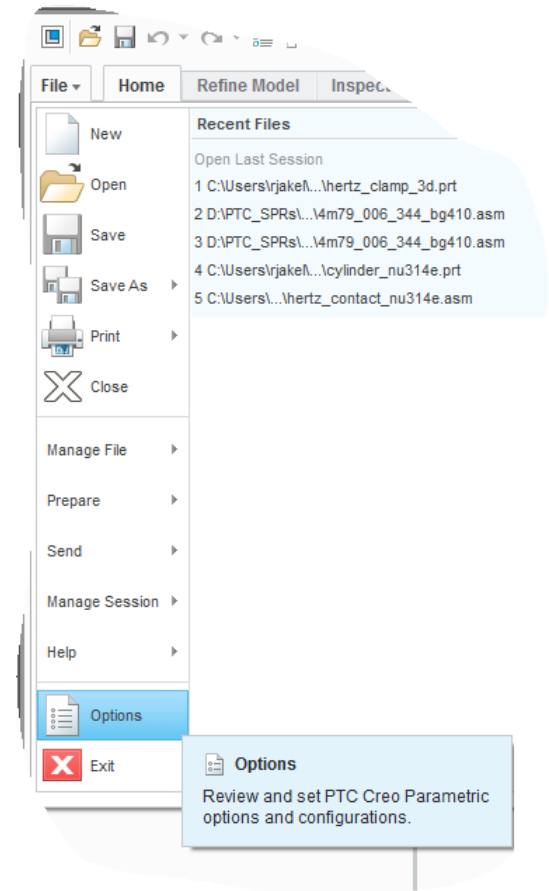 File Home Refine Model Inspect
New
Open
Save
Save As
Print
Close
Manage File
Prepare
Send
Manage Session
Help
Options
Exit
Recent Files
Open Last Session
1 C:\Users\rjakel\...\hertz_clamp_3d.prt
2 D:\PTC_SPRs\...\4m79_006_344_bg410.asm
3 D:\PTC_SPRs\...\4m79_006_344_bg410.asm
4 C:\Users\rjakel\...\cylinder_nu314e.prt
5 C:\Users\...\hertz_contact_nu314e.asm
Options
Review and set PTC Creo Parametric
options and configurations.